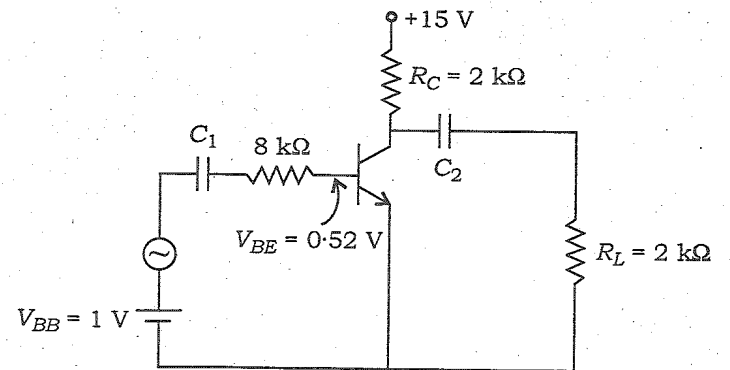 +15 V
R_C = 2 kΩ
C_1
8 kΩ
C_2
V_BE = 0·52 V
R_L = 2 kΩ
V_BB = 1 V